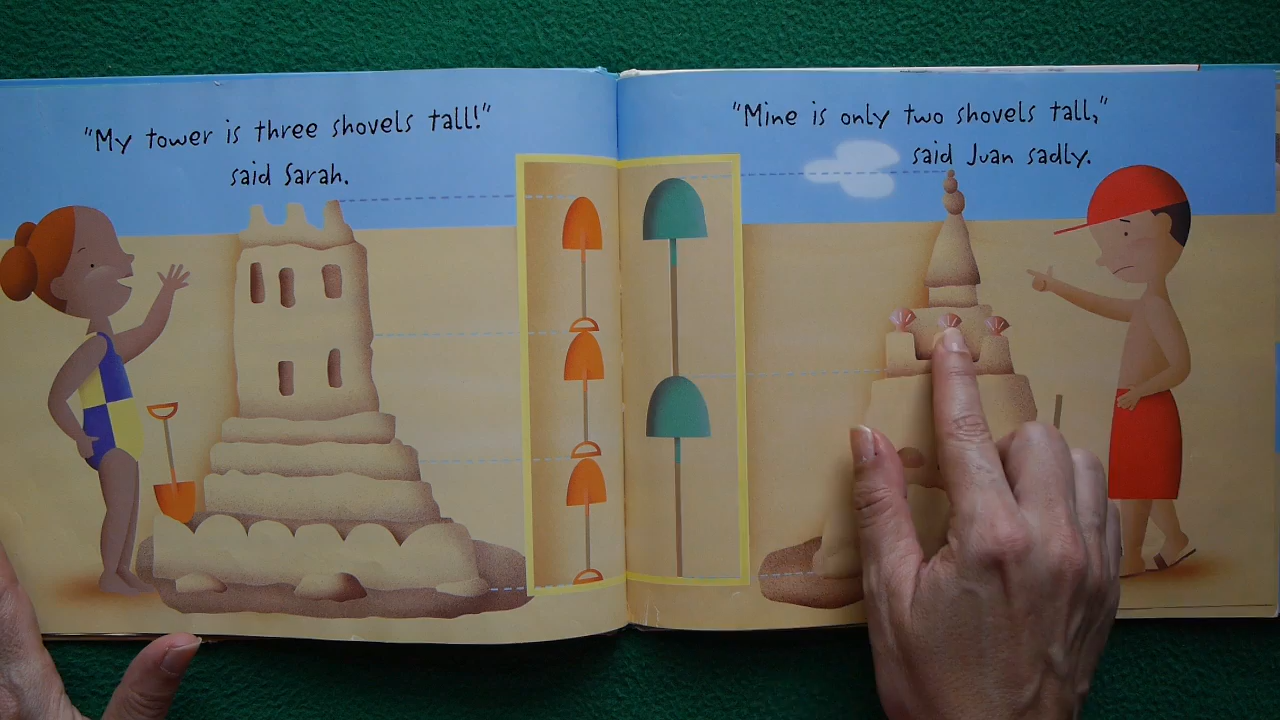 "My tower is three shovels tall!"
said Sarah.
"Mine is only two shovels tall,"
said Juan sadly.